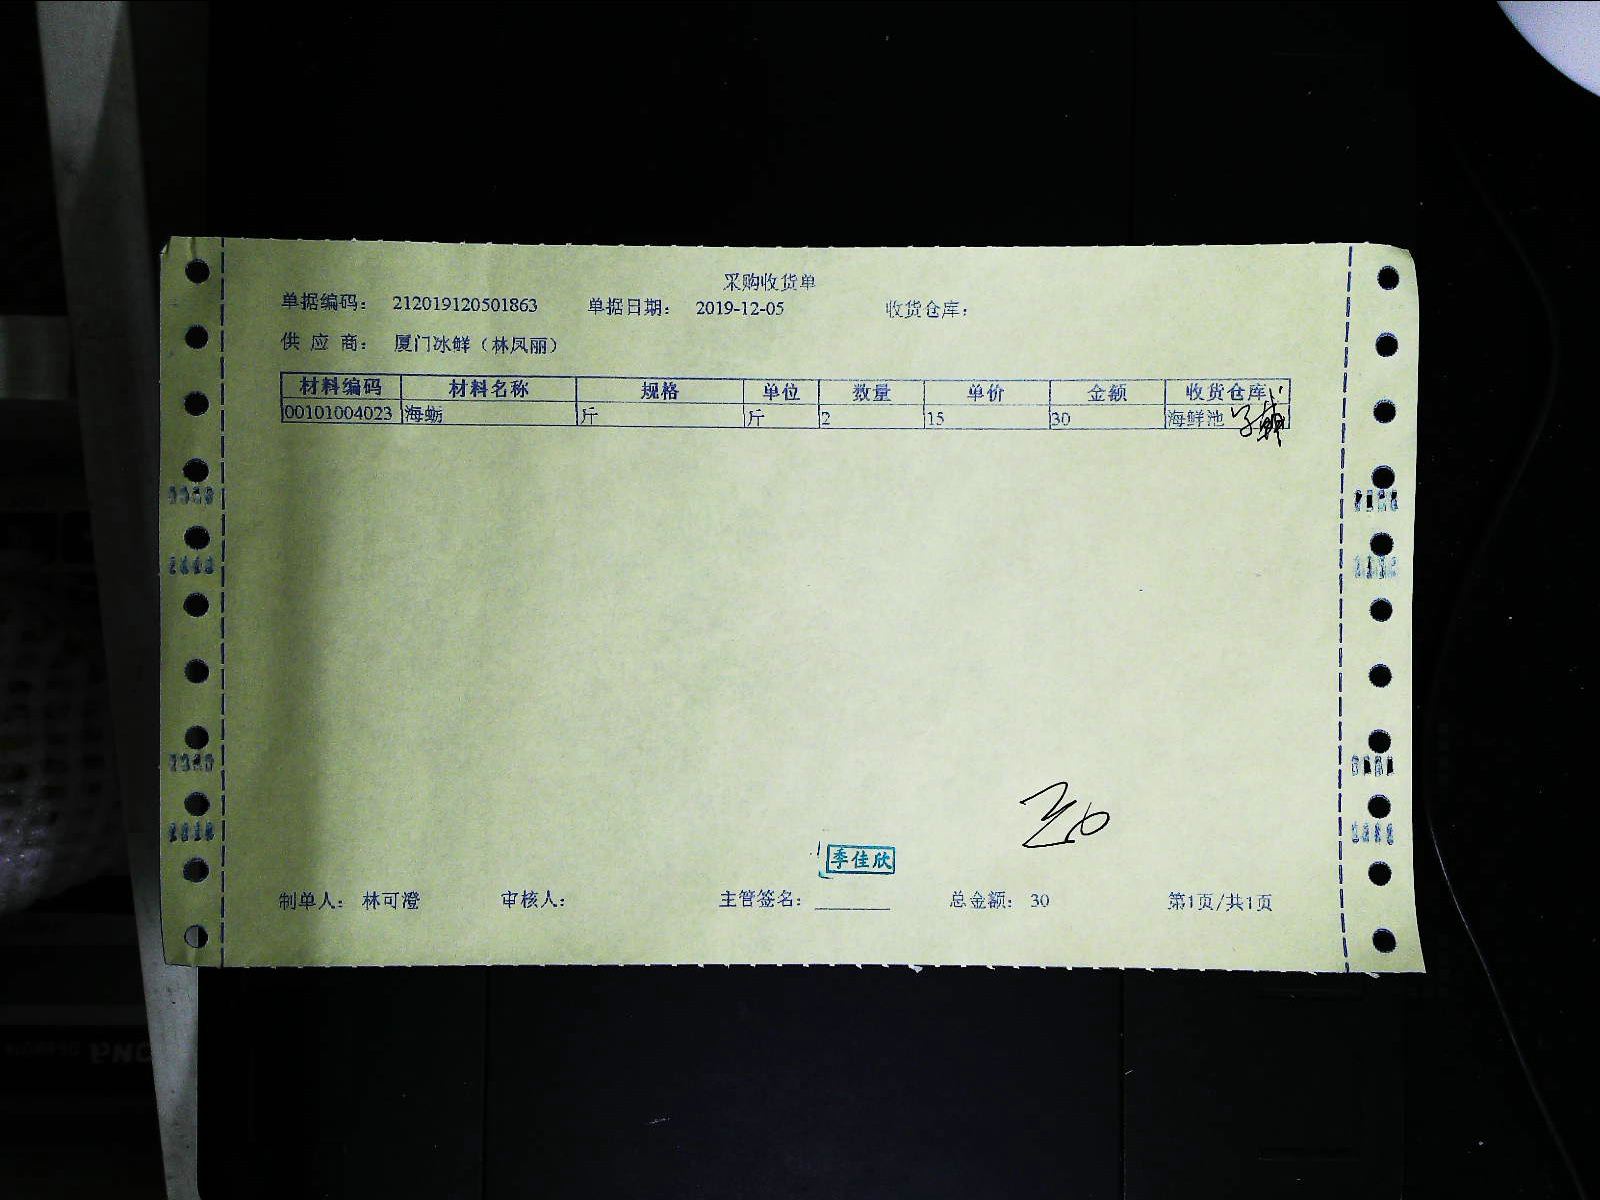 采购收货单
单据编码： 212019120501863 单据日期： 2019-12-05 收货仓库：
供 应 商： 厦门冰鲜（林凤丽）
材料编码 材料名称 规格 单位 数量 单价 金额 收货仓库
00101004023 海蛎 斤 斤 2 15 30 海鲜池
30
季佳欣
制单人： 林可澄 审核人： 主管签名： 总金额： 30 第1页/共1页